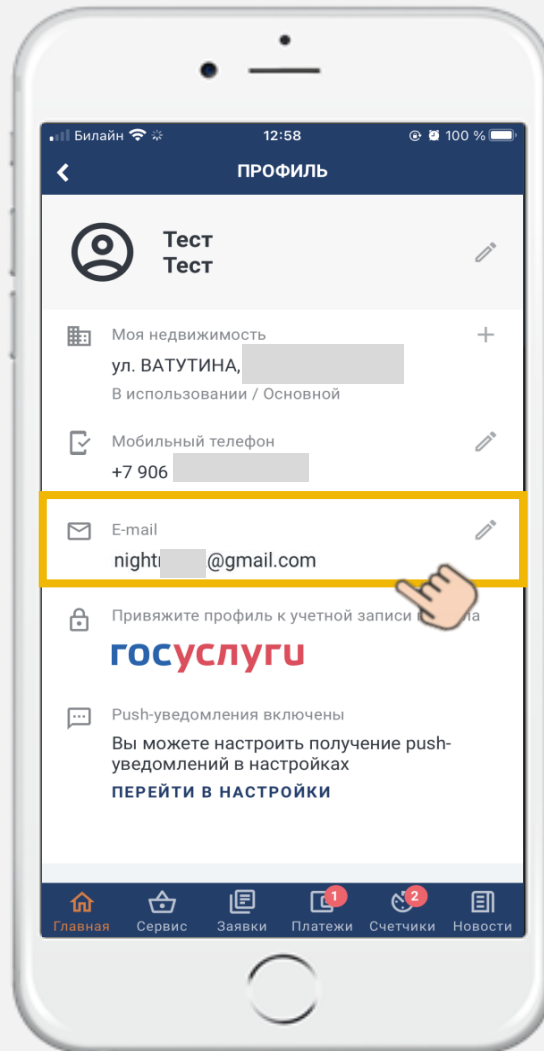 Билайн 12:58 100 %
ПРОФИЛЬ
Тест
Тест
Моя недвижимость
ул. ВАТУТИНА,
В использовании / Основной
Мобильный телефон
+7 906
E-mail
night @gmail.com
Привяжите профиль к учетной записи
госуслуги
Push-уведомления включены
Вы можете настроить получение push-
уведомлений в настройках
ПЕРЕЙТИ В НАСТРОЙКИ
1 2
Главная Сервис Заявки Платежи Счетчики Новости